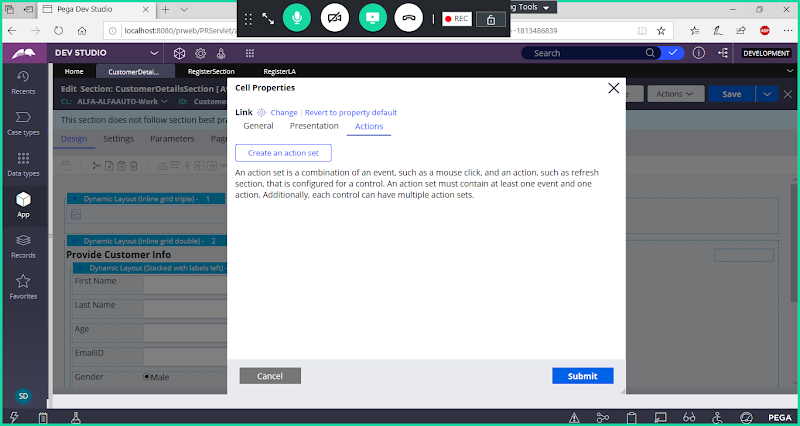 Pega Dev Studio
ng Tools
REC
localhost:8080/prweb/PRServlet/
-1813486839
ABP
DEV STUDIO
Search
DEVELOPMENT
Home
CustomerDetai...
RegisterSection
RegisterLA
Recents
Case types
Data types
App
Records
Favorites
SD
Edit Section: CustomerDetailsSection [
CL: ALFA-ALFAAUTO-Work
ID: Custome
Actions
Save
This section does not follow section best pra
Design
Settings
Parameters
Page
Dynamic Layout (Inline grid triple) - 1
Dynamic Layout (Inline grid double) - 2
Provide Customer Info
Dynamic Layout (Stacked with labels left) -
First Name
Last Name
Age
EmailID
Gender
Male
Cell Properties
Link
Change
Revert to property default
General
Presentation
Actions
Create an action set
An action set is a combination of an event, such as a mouse click, and an action, such as refresh
section, that is configured for a control. An action set must contain at least one event and one
action. Additionally, each control can have multiple action sets.
Cancel
Submit
PEGA